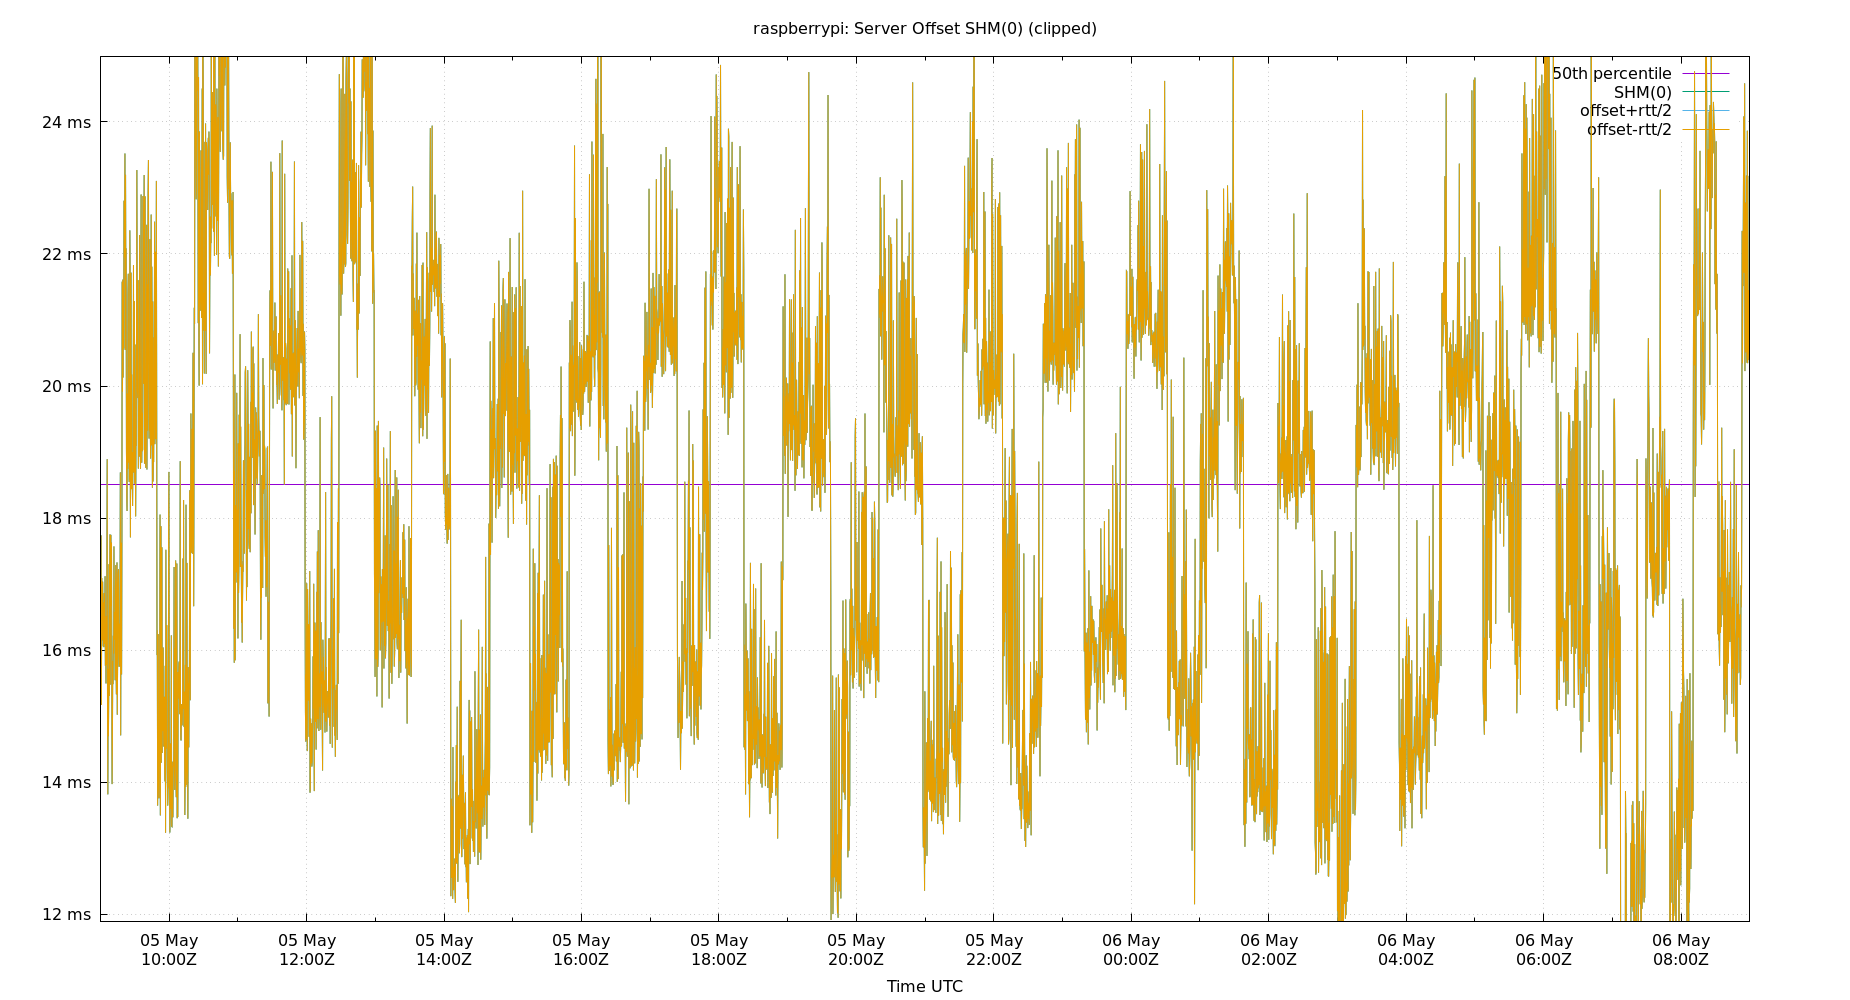 raspberrypi: Server Offset SHM(0) (clipped)
50th percentile
SHM(0)
offset+rtt/2
offset-rtt/2
24 ms
22 ms
20 ms
18 ms
16 ms
14 ms
12 ms
05 May 05 May 05 May 05 May 05 May 05 May 05 May 06 May 06 May 06 May 06 May 06 May
10:00Z 12:00Z 14:00Z 16:00Z 18:00Z 20:00Z 22:00Z 00:00Z 02:00Z 04:00Z 06:00Z 08:00Z
Time UTC